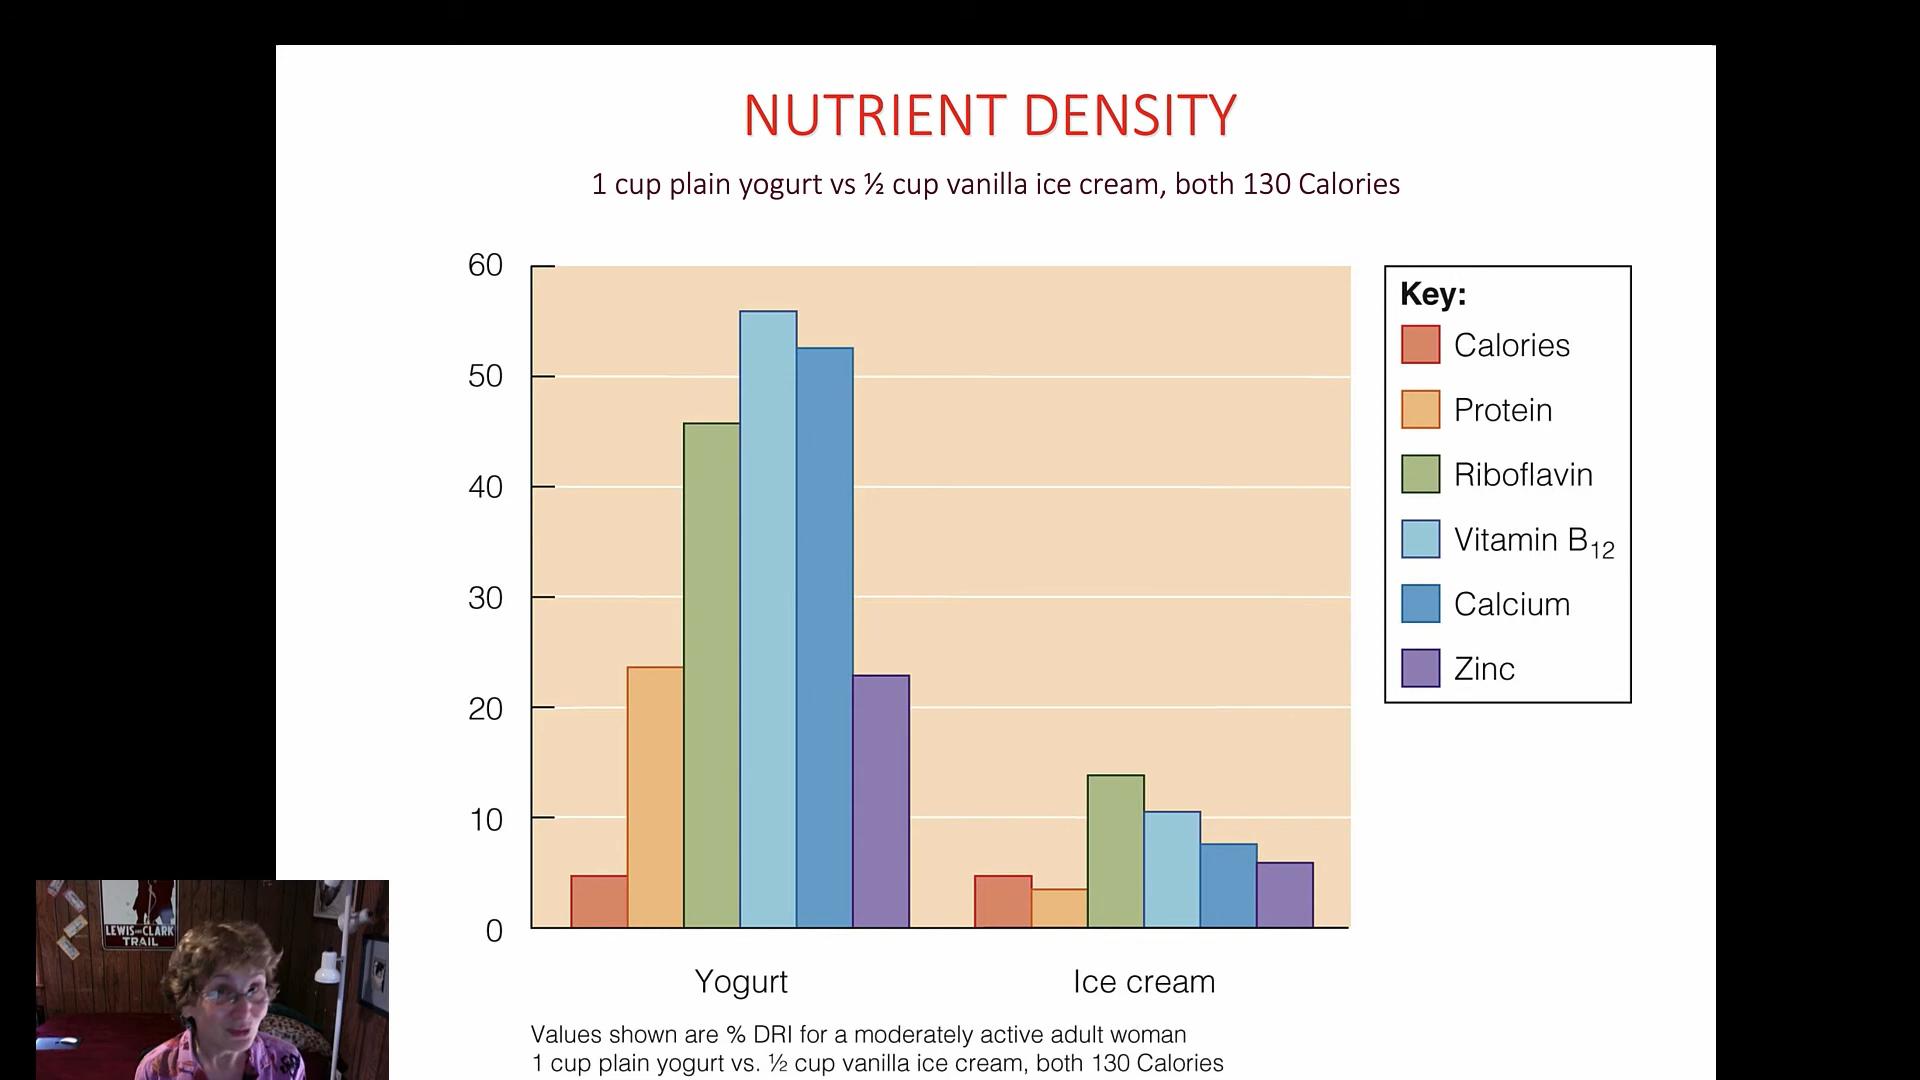 NUTRIENT DENSITY
1 cup plain yogurt vs ½ cup vanilla ice cream, both 130 Calories
60
50
40
30
20
10
0
Yogurt
Ice cream
Key:
Calories
Protein
Riboflavin
Vitamin B₁₂
Calcium
Zinc
Values shown are % DRI for a moderately active adult woman
1 cup plain yogurt vs. ½ cup vanilla ice cream, both 130 Calories
LEWIS AND CLARK
TRAIL